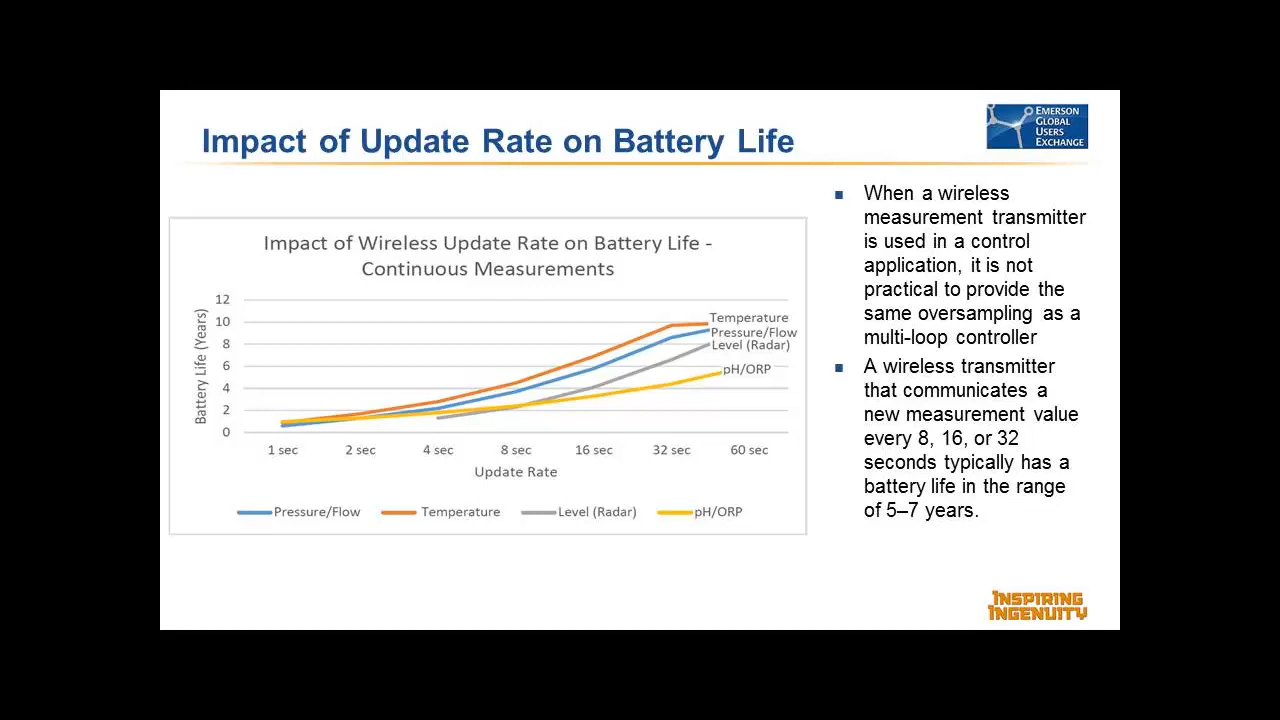 Impact of Update Rate on Battery Life
EMERSON
GLOBAL
USERS
EXCHANGE
Impact of Wireless Update Rate on Battery Life -
Continuous Measurements
Battery Life (Years)
12
10
8
6
4
2
0
Temperature
Pressure/Flow
Level (Radar)
pH/ORP
1 sec
2 sec
4 sec
8 sec
16 sec
32 sec
60 sec
Update Rate
Pressure/Flow
Temperature
Level (Radar)
pH/ORP
When a wireless
measurement transmitter
is used in a control
application, it is not
practical to provide the
same oversampling as a
multi-loop controller
A wireless transmitter
that communicates a
new measurement value
every 8, 16, or 32
seconds typically has a
battery life in the range
of 5–7 years.
INSPIRING
INGENUITY